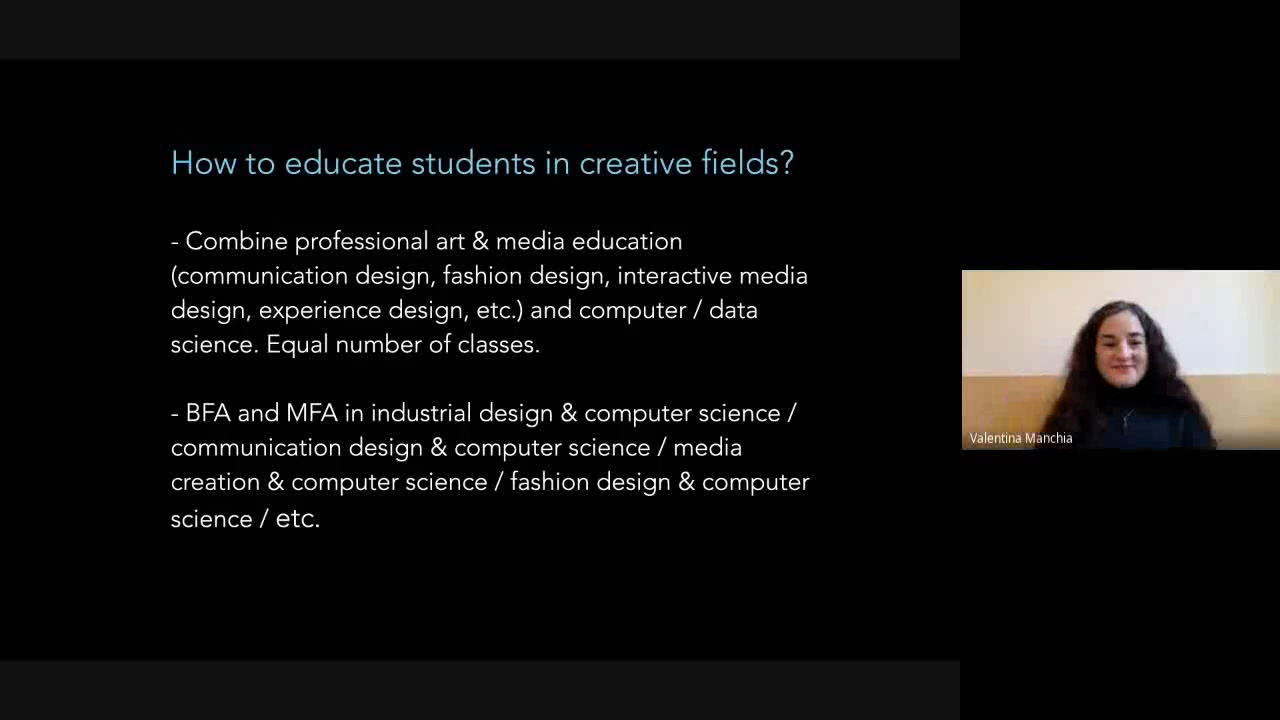 How to educate students in creative fields?
- Combine professional art & media education
(communication design, fashion design, interactive media
design, experience design, etc.) and computer / data
science. Equal number of classes.
- BFA and MFA in industrial design & computer science /
communication design & computer science / media
creation & computer science / fashion design & computer
science / etc.
Valentina Manchia